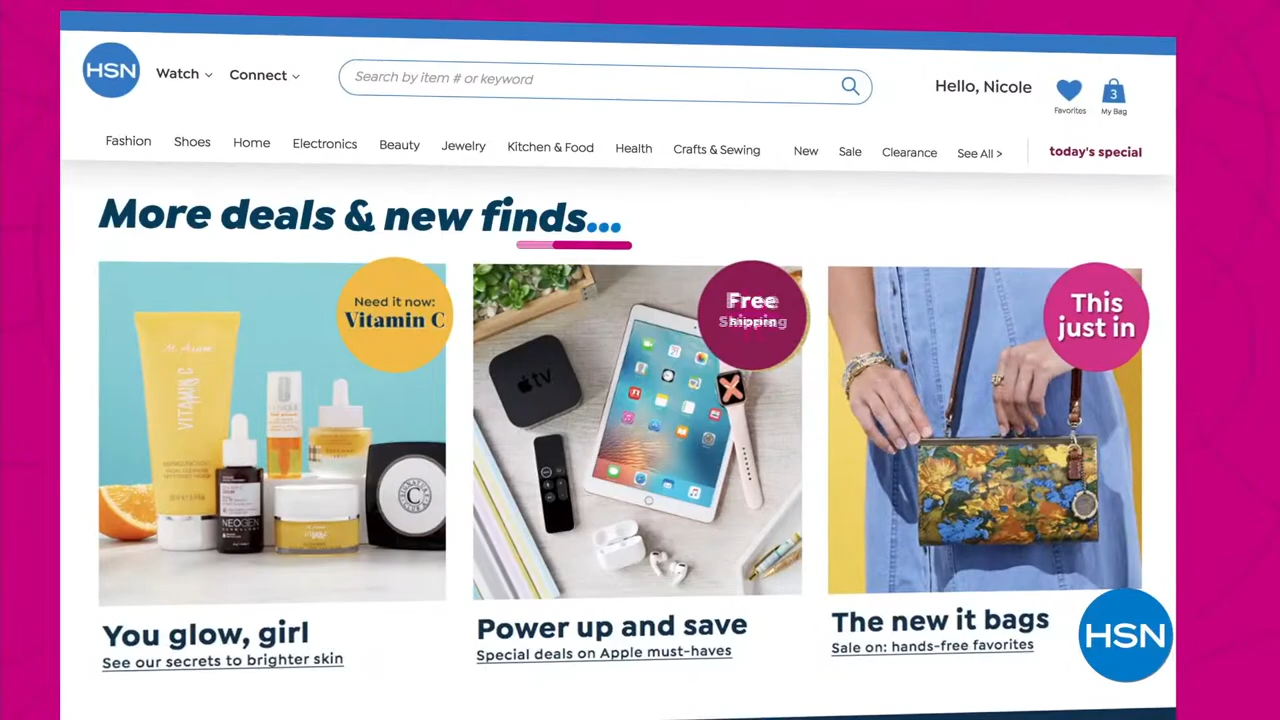 HSN
Watch
Connect
Search by item # or keyword
Hello, Nicole
Favorites
3
My Bag
Fashion
Shoes
Home
Electronics
Beauty
Jewelry
Kitchen & Food
Health
Crafts & Sewing
New
Sale
Clearance
See All >
today's special
More deals & new finds...
Need it now:
Vitamin C
VITAMIN C
NEOGEN
C
Free
Shipping
tv
This
just in
You glow, girl
See our secrets to brighter skin
Power up and save
Special deals on Apple must-haves
The new it bags
Sale on: hands-free favorites
HSN